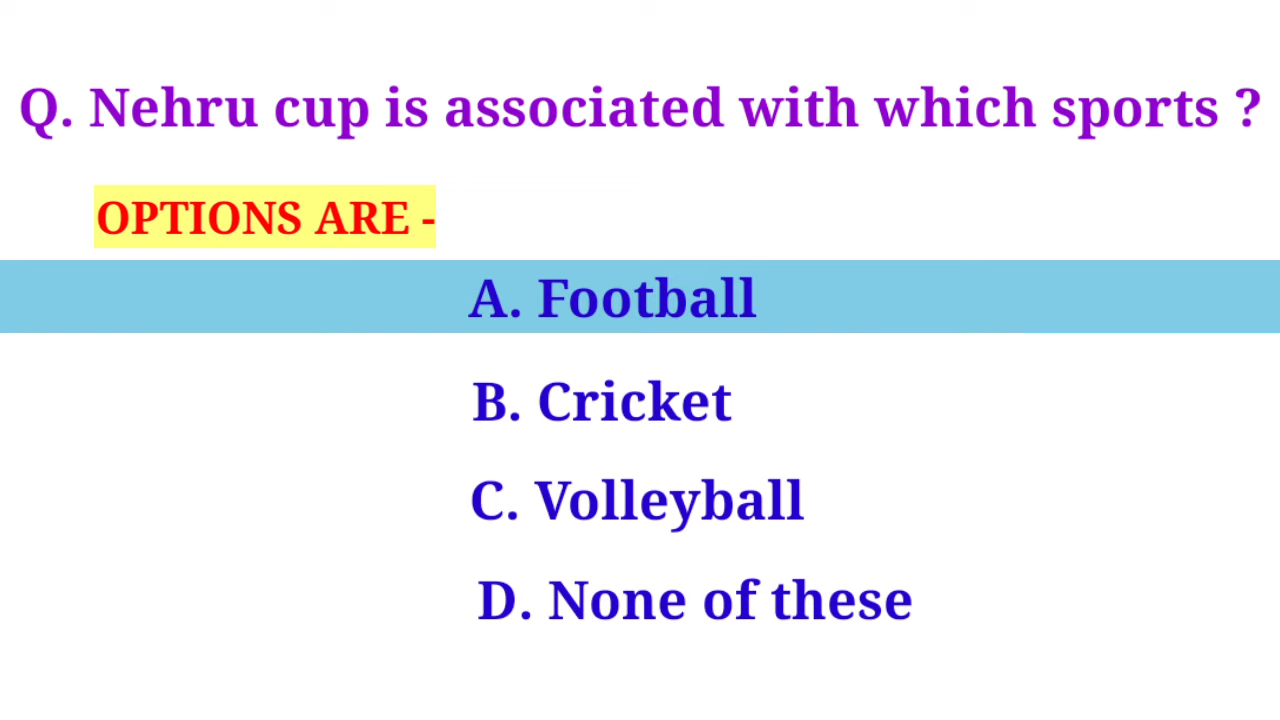 Q. Nehru cup is associated with which sports ?
OPTIONS ARE -
A. Football
B. Cricket
C. Volleyball
D. None of these